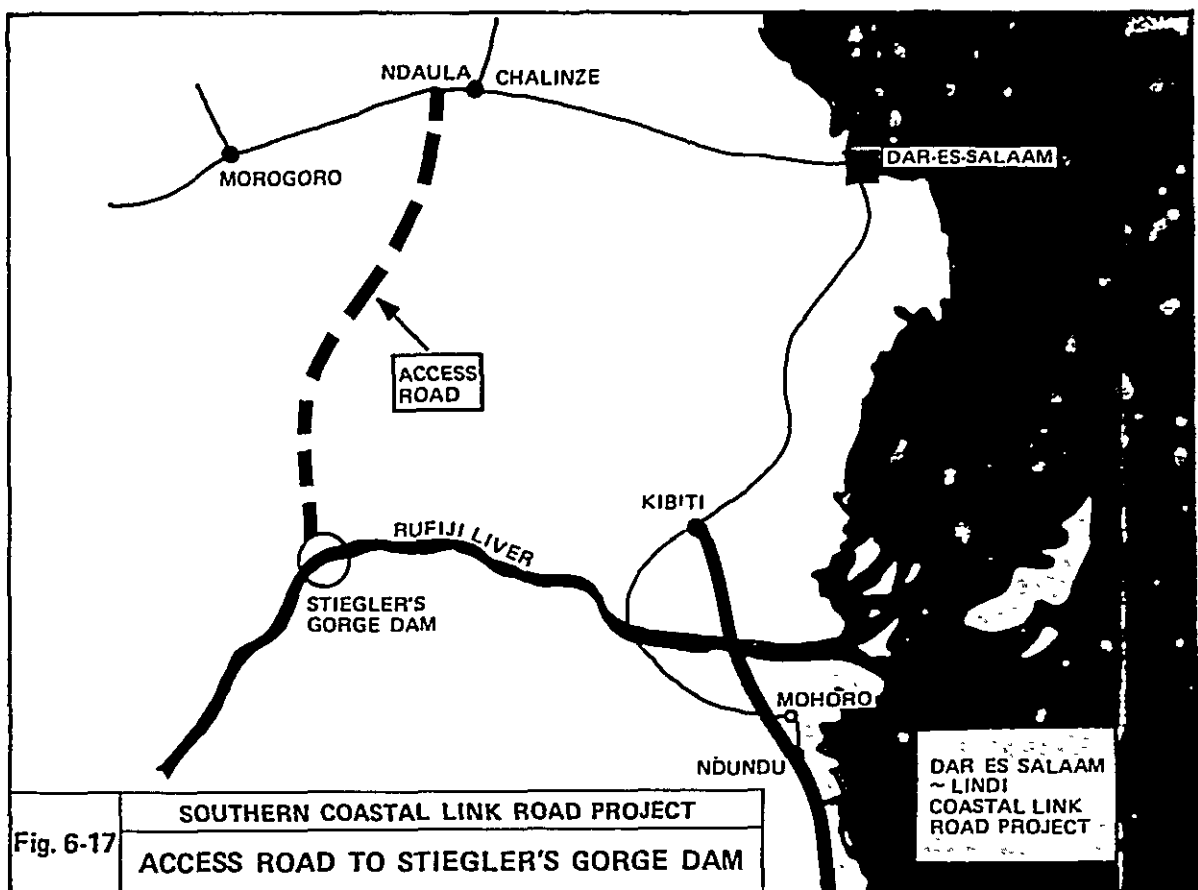 NDAULA
CHALINZE
MOROGORO
DAR-ES-SALAAM
ACCESS
ROAD
KIBITI
RUFIJI LIVER
STIEGLER'S
GORGE DAM
MOHORO
NDUNDU
DAR ES SALAAM
~ LINDI
COASTAL LINK
ROAD PROJECT
Fig. 6-17
SOUTHERN COASTAL LINK ROAD PROJECT
ACCESS ROAD TO STIEGLER'S GORGE DAM